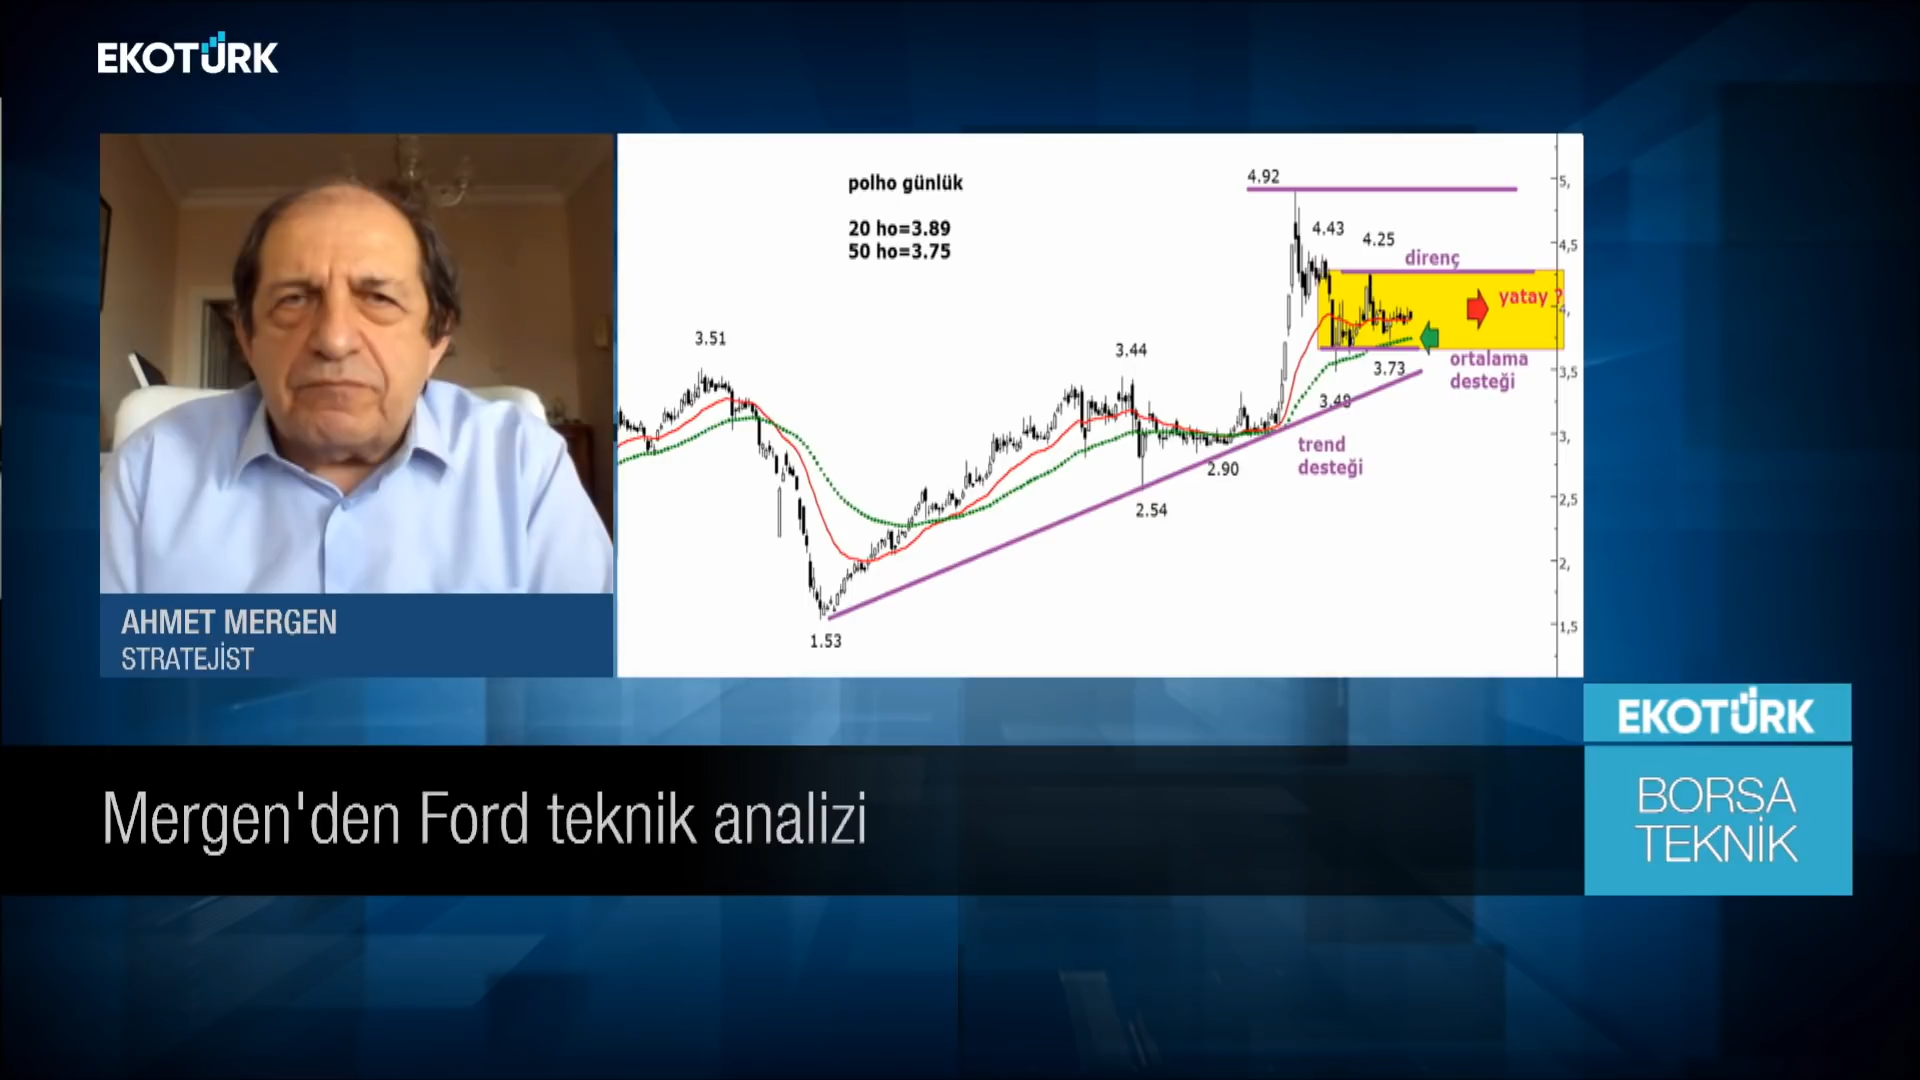 EKOTÜRK
polho günlük
20 ho=3.89
50 ho=3.75
4.92
4.43
4.25
direnç
yatay ?
ortalama
desteği
3.73
3.48
trend
desteği
3.51
3.44
2.90
2.54
1.53
5,
4,5
4,
3,5
3,
2,5
2,
1,5
AHMET MERGEN
STRATEJİST
EKOTÜRK
Mergen'den Ford teknik analizi
BORSA
TEKNİK